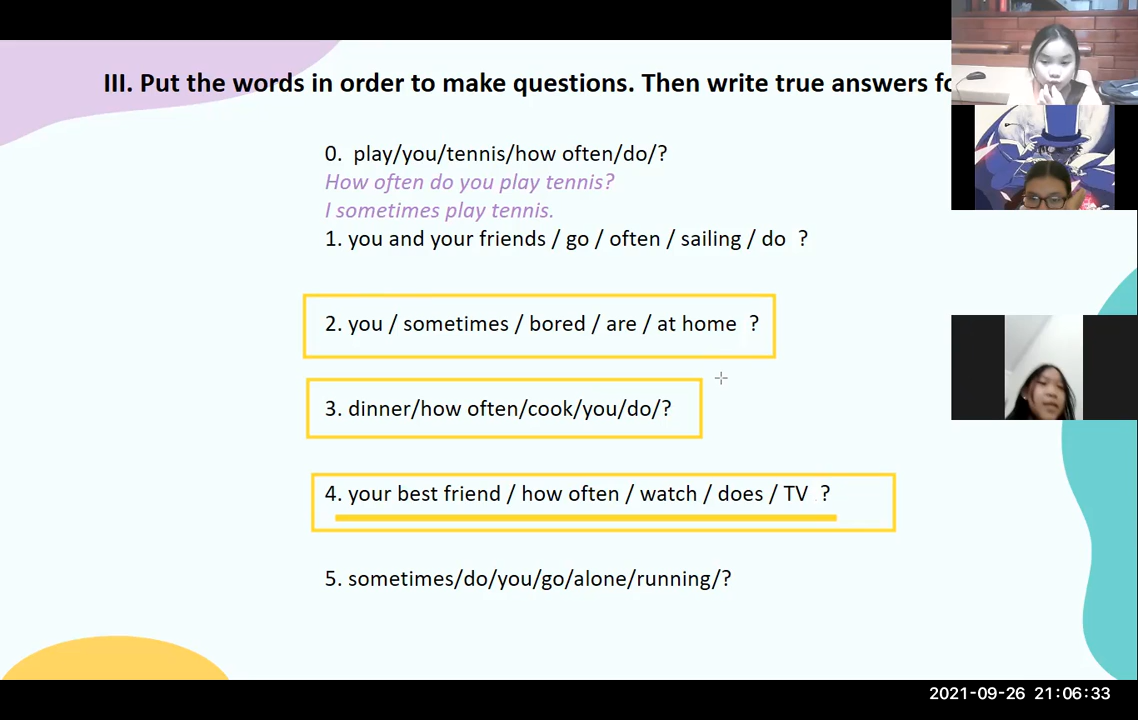 III. Put the words in order to make questions. Then write true answers
0. play/you/tennis/how often/do/?
How often do you play tennis?
I sometimes play tennis.
1. you and your friends / go / often / sailing / do ?
2. you / sometimes / bored / are / at home ?
3. dinner/how often/cook/you/do/?
4. your best friend / how often / watch / does / TV ?
5. sometimes/do/you/go/alone/running/?
2021-09-26 21:06:33